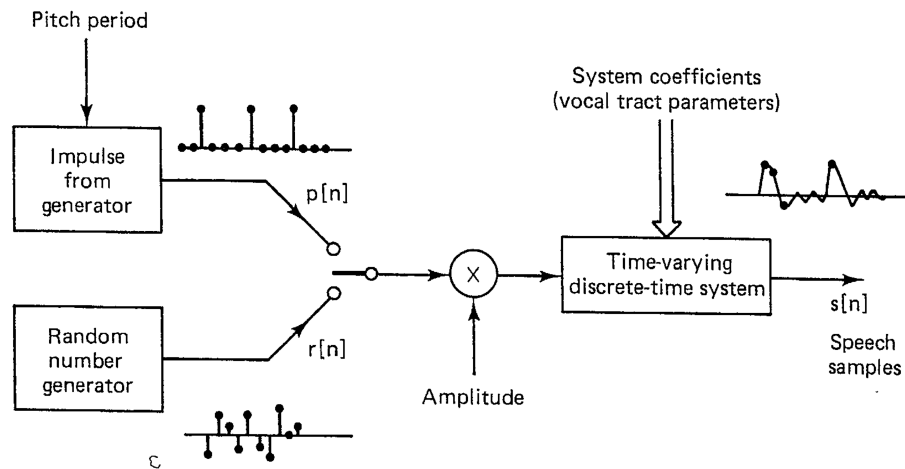 Pitch period
Impulse
from
generator
p[n]
System coefficients
(vocal tract parameters)
X
Time-varying
discrete-time system
s[n]
Speech
samples
Random
number
generator
r[n]
Amplitude